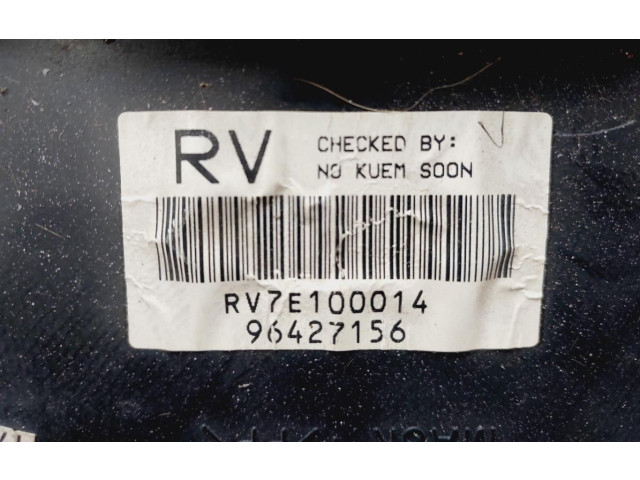 RV
CHECKED BY:
NO KUEM SOON
RV7E100014
96427156